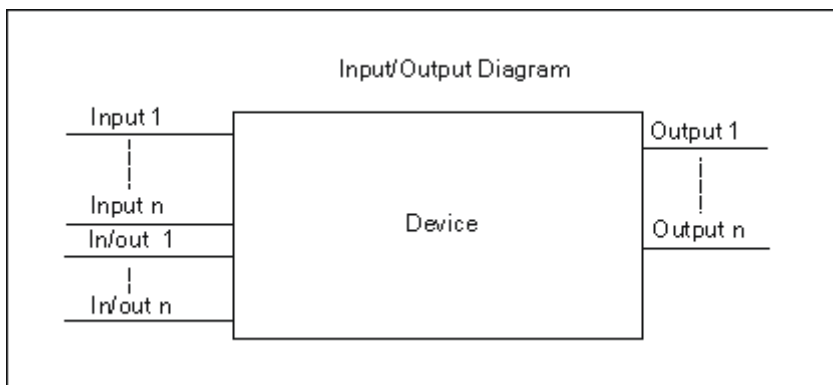 Input/Output Diagram
Input 1
Input n
In/out 1
In/out n
Device
Output 1
Output n